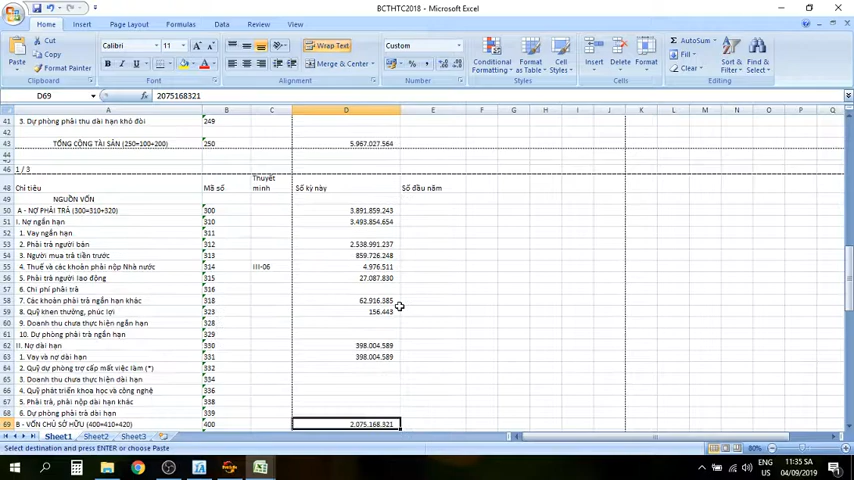 BCTHTC2018 - Microsoft Excel
Home Insert Page Layout Formulas Data Review View
Cut
Copy
Format Painter
Paste
Clipboard
Calibri 11
B I U
Font
Wrap Text
Merge & Center
Alignment
Custom
$ % ,
Number
Conditional Formatting
Format as Table
Cell Styles
Styles
Insert Delete Format
Cells
AutoSum
Fill
Clear
Sort & Filter
Find & Select
Editing
D69 2075168321
A B C D E F G H I J K L M N O P Q
41 3. Dự phòng phải thu dài hạn khó đòi 249
42
43 TỔNG CỘNG TÀI SẢN (250=100+200) 250 5.967.027.564
44
46 1 / 3
48 Chỉ tiêu Mã số Thuyết minh Số kỳ này Số đầu năm
49 NGUỒN VỐN
50 A - NỢ PHẢI TRẢ (300=310+320) 300 3.891.859.243
51 I. Nợ ngắn hạn 310 3.493.854.654
52 1. Vay ngắn hạn 311
53 2. Phải trả người bán 312 2.538.991.237
54 3. Người mua trả tiền trước 313 859.726.248
55 4. Thuế và các khoản phải nộp Nhà nước 314 III-06 4.976.511
56 5. Phải trả người lao động 315 27.087.830
57 6. Chi phí phải trả 316
58 7. Các khoản phải trả ngắn hạn khác 318 62.916.385
59 8. Quỹ khen thưởng, phúc lợi 323 156.443
60 9. Doanh thu chưa thực hiện ngắn hạn 328
61 10. Dự phòng phải trả ngắn hạn 329
62 II. Nợ dài hạn 330 398.004.589
63 1. Vay và nợ dài hạn 331 398.004.589
64 2. Quỹ dự phòng trợ cấp mất việc làm (*) 332
65 3. Doanh thu chưa thực hiện dài hạn 334
66 4. Quỹ phát triển khoa học và công nghệ 336
67 5. Phải trả, phải nộp dài hạn khác 338
68 6. Dự phòng phải trả dài hạn 339
69 B - VỐN CHỦ SỞ HỮU (400=410+420) 400 2.075.168.321
Sheet1 Sheet2 Sheet3
Select destination and press ENTER or choose Paste 80%
ENG 11:35 SA
US 04/09/2019